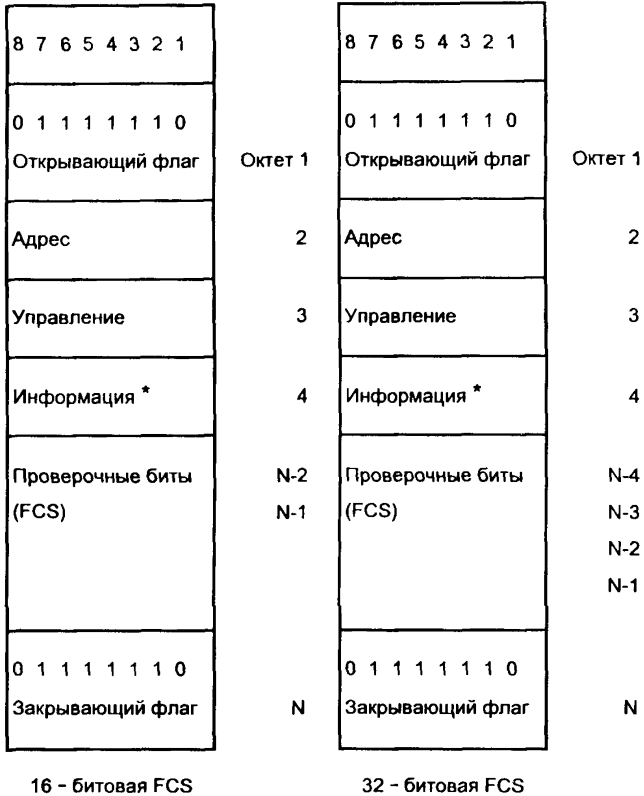 8 7 6 5 4 3 2 1
0 1 1 1 1 1 1 0
Открывающий флаг Октет 1
Адрес 2
Управление 3
Информация * 4
Проверочные биты N-2
(FCS) N-1
0 1 1 1 1 1 1 0
Закрывающий флаг N
16 - битовая FCS
8 7 6 5 4 3 2 1
0 1 1 1 1 1 1 0
Открывающий флаг Октет 1
Адрес 2
Управление 3
Информация * 4
Проверочные биты N-4
(FCS) N-3
N-2
N-1
0 1 1 1 1 1 1 0
Закрывающий флаг N
32 - битовая FCS